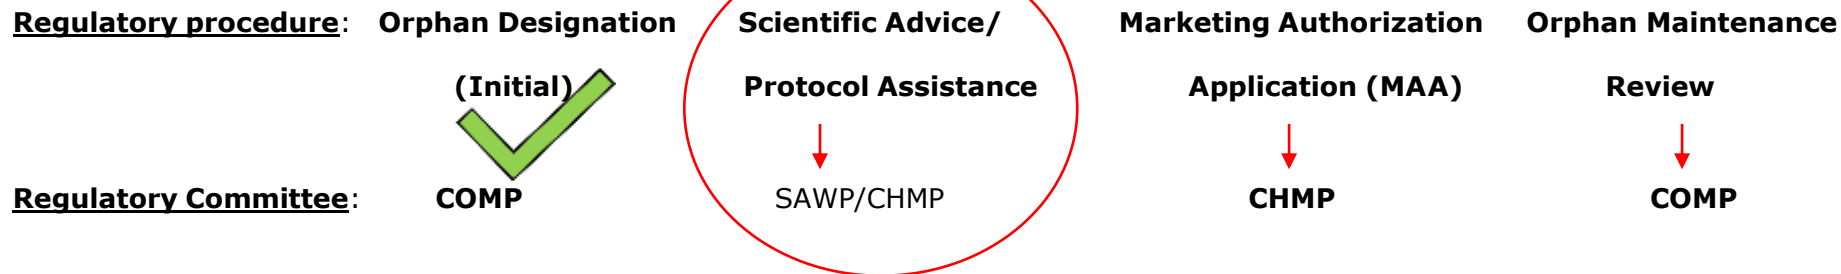 Regulatory procedure: Orphan Designation Scientific Advice/ Marketing Authorization Orphan Maintenance
(Initial) Protocol Assistance Application (MAA) Review
Regulatory Committee: COMP SAWP/CHMP CHMP COMP